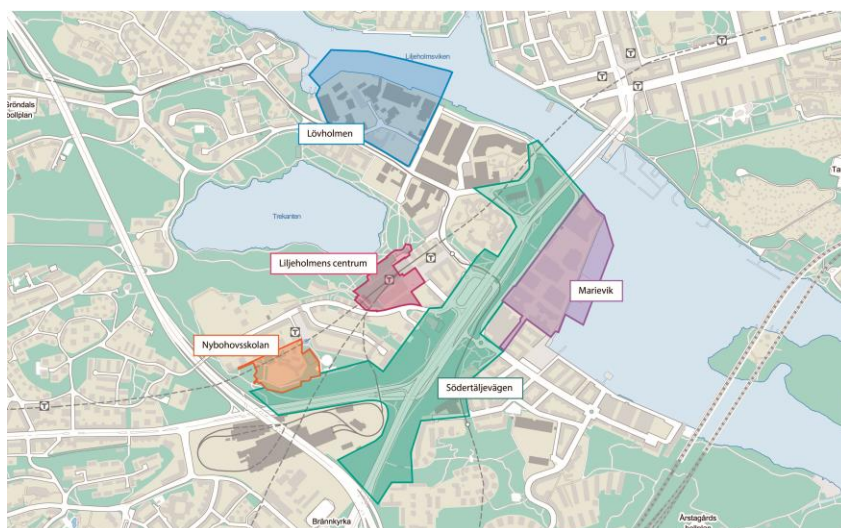 Liljeholmsviken
Gröndals
bollplan
Lövholmen
Trekanten
Liljeholmens centrum
Marievik
Nybohovsskolan
Södertäljevägen
Brännkyrka
Årstagårds
T
T
T
T
T
T
T